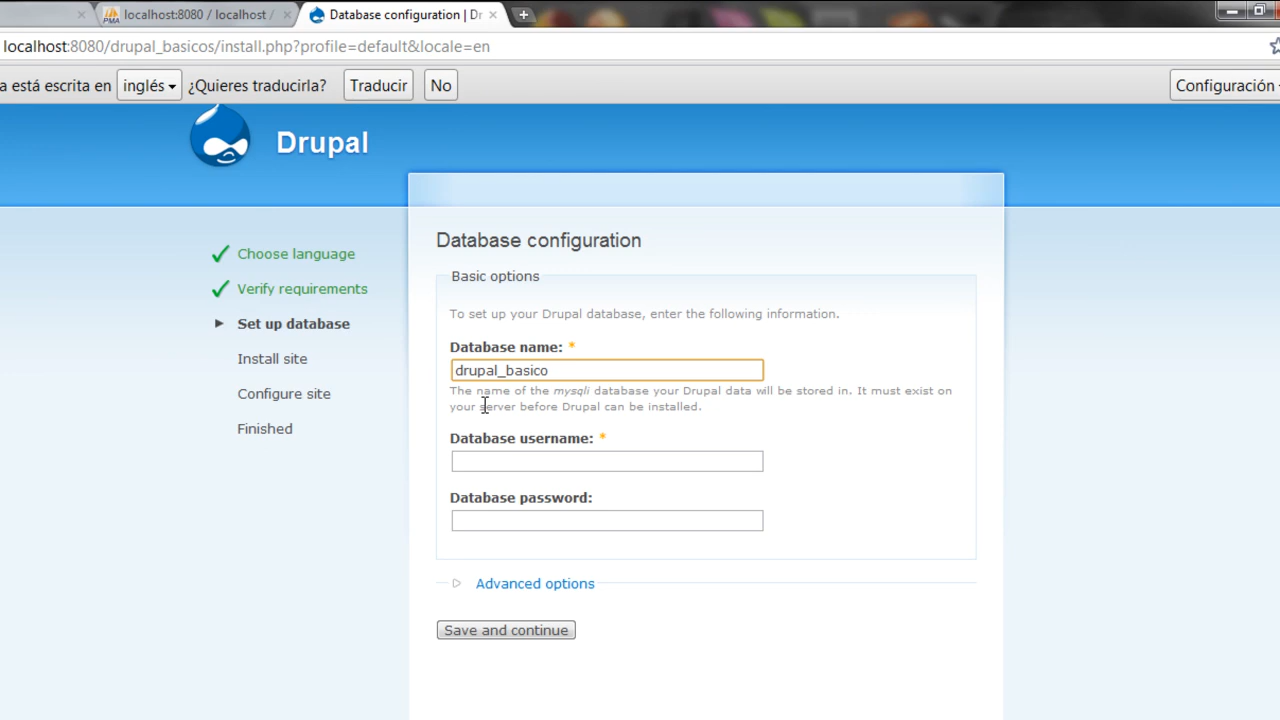 PMA localhost:8080 / localhost /
Database configuration | Dr
localhost:8080/drupal_basicos/install.php?profile=default&locale=en
a está escrita en inglés ¿Quieres traducirla? Traducir No Configuración
Drupal
Choose language
Verify requirements
Set up database
Install site
Configure site
Finished
Database configuration
Basic options
To set up your Drupal database, enter the following information.
Database name: *
drupal_basico
The name of the mysqli database your Drupal data will be stored in. It must exist on
your server before Drupal can be installed.
Database username: *
Database password:
Advanced options
Save and continue